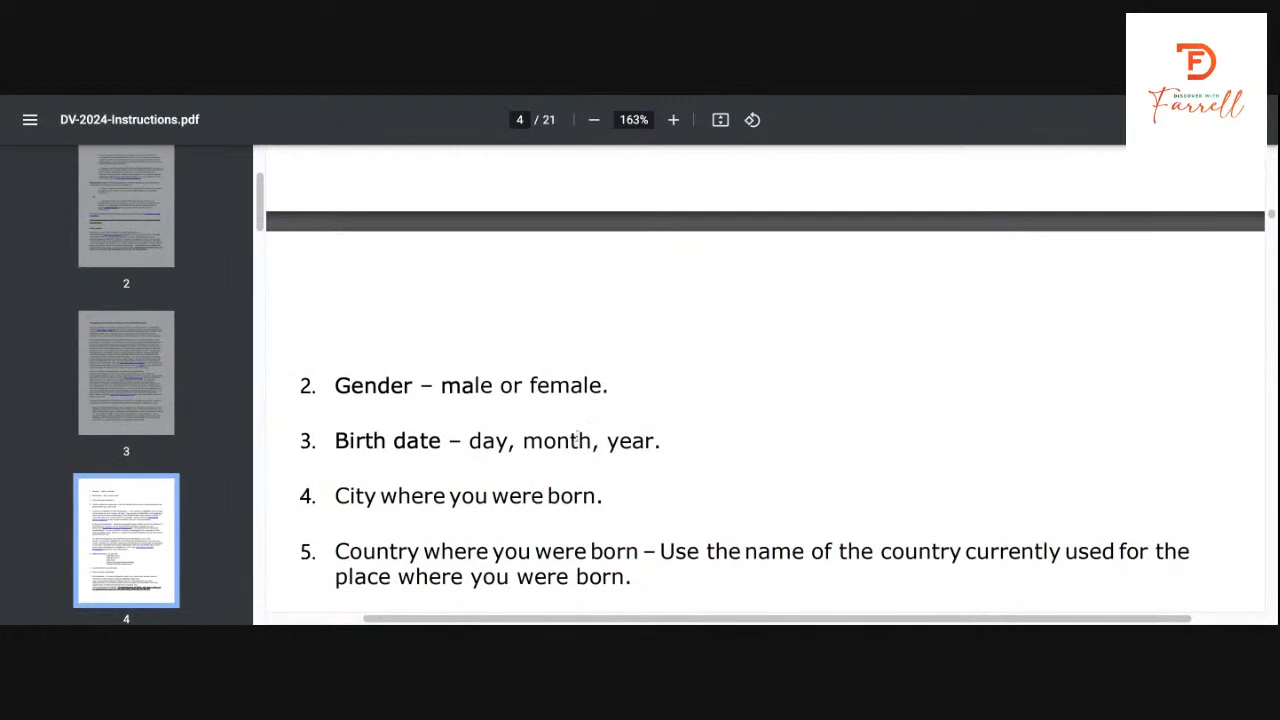 DISCOVER WITH
Farrell
DV-2024-Instructions.pdf
4 / 21
163%
2
3
4
2. Gender – male or female.
3. Birth date – day, month, year.
4. City where you were born.
5. Country where you were born – Use the name of the country currently used for the
place where you were born.